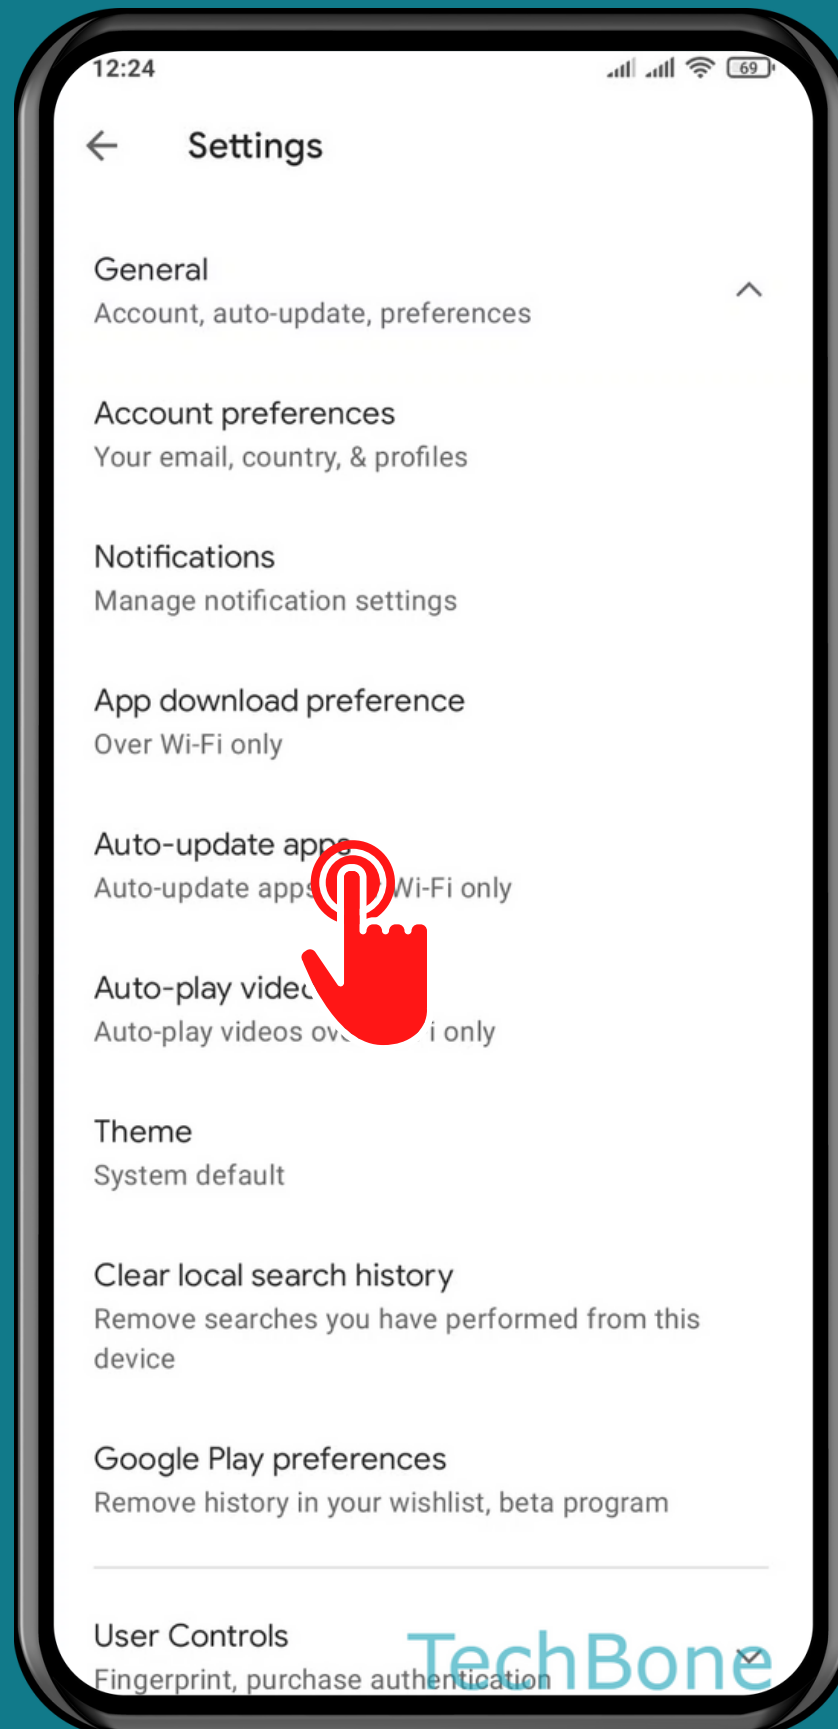 12:24 69
Settings
General
Account, auto-update, preferences
Account preferences
Your email, country, & profiles
Notifications
Manage notification settings
App download preference
Over Wi-Fi only
Auto-update apps
Auto-update apps Wi-Fi only
Auto-play
Auto-play videos only
Theme
System default
Clear local search history
Remove searches you have performed from this
device
Google Play preferences
Remove history in your wishlist, beta program
User Controls
Fingerprint, purchase authentication
TechBone